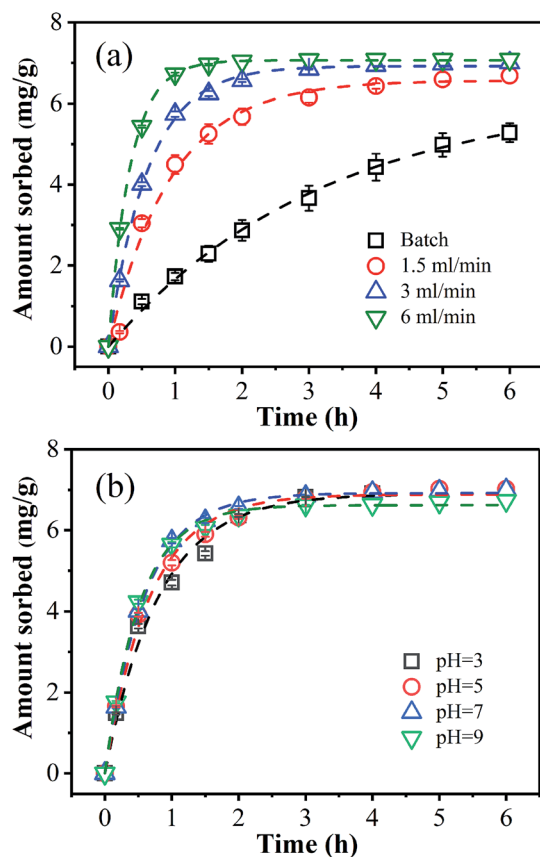 (a)
Amount sorbed (mg/g)
8
6
4
2
0
Batch
1.5 ml/min
3 ml/min
6 ml/min
0 1 2 3 4 5 6
Time (h)
(b)
Amount sorbed (mg/g)
8
6
4
2
0
pH=3
pH=5
pH=7
pH=9
0 1 2 3 4 5 6
Time (h)